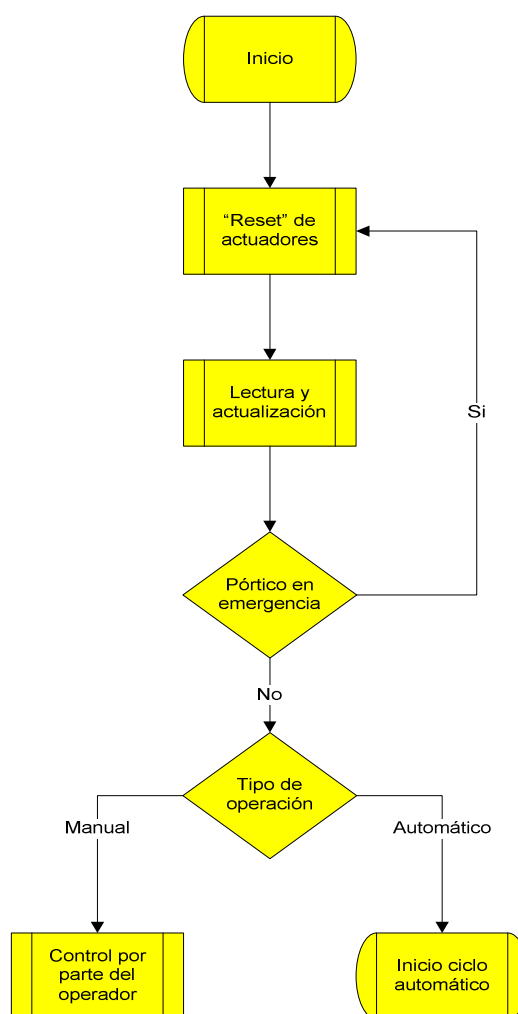 Inicio
“Reset” de
actuadores
Lectura y
actualización
Si
Pórtico en
emergencia
No
Tipo de
operación
Manual
Automático
Control por
parte del
operador
Inicio ciclo
automático